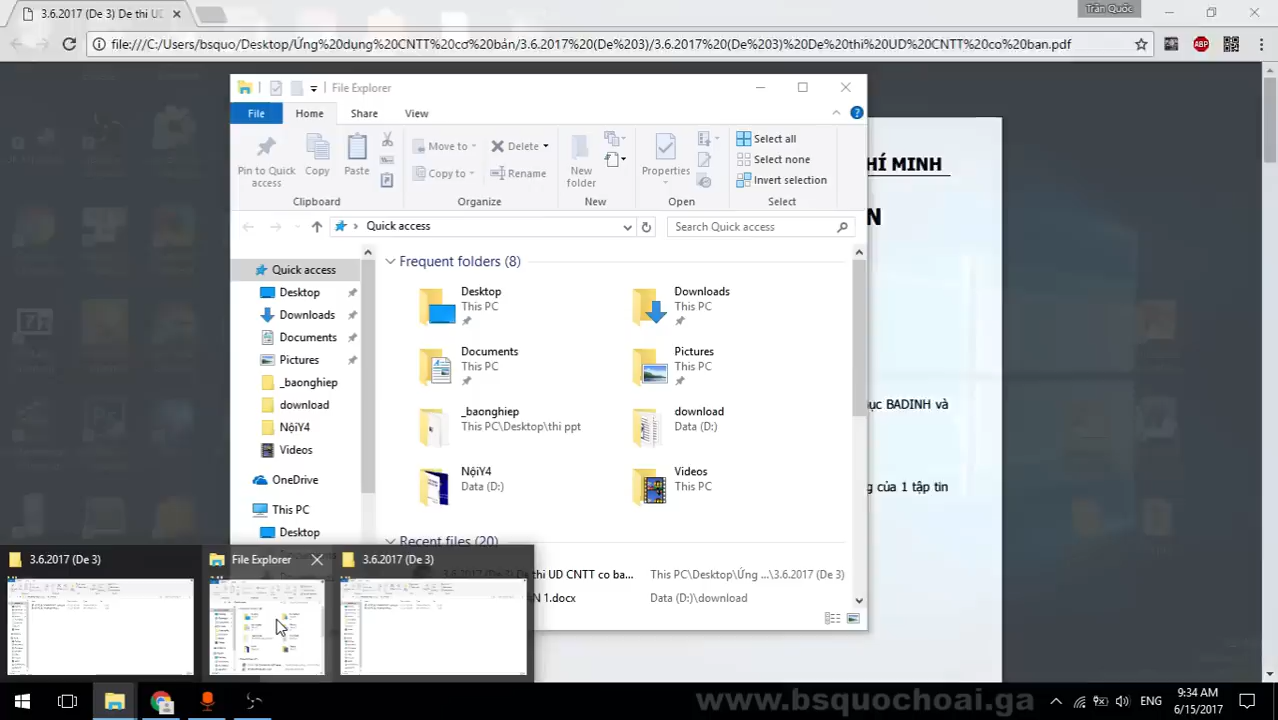 3.6.2017 (De 3) De thi UD
Trần Quốc
file:///C:/Users/bsquo/Desktop/Ứng%20dụng%20CNTT%20cơ%20bản/3.6.2017%20(De%203)/3.6.2017%20(De%203)%20De%20thi%20UD%20CNTT%20co%20ban.pdf
ABP
File Explorer
File Home Share View
Pin to Quick access
Copy
Paste
Move to
Copy to
Delete
Rename
New folder
Properties
Select all
Select none
Invert selection
Clipboard Organize New Open Select
Quick access
Search Quick access
Quick access
Desktop
Downloads
Documents
Pictures
_baonghiep
download
NộiY4
Videos
OneDrive
This PC
Desktop
Frequent folders (8)
Desktop
This PC
Downloads
This PC
Documents
This PC
Pictures
This PC
_baonghiep
This PC\Desktop\thi ppt
download
Data (D:)
NộiY4
Data (D:)
Videos
This PC
Recent files (20)
3.6.2017 (De 3) De thi UD CNTT co ba... This PC\Desktop\Ứng ...\3.6.2017 (De 3)
N 1.docx Data (D:)\download
HÍ MINH
N
ục BADINH và
g của 1 tập tin
3.6.2017 (De 3)
File Explorer
3.6.2017 (De 3)
www.bsquochoai.ga
ENG
9:34 AM
6/15/2017